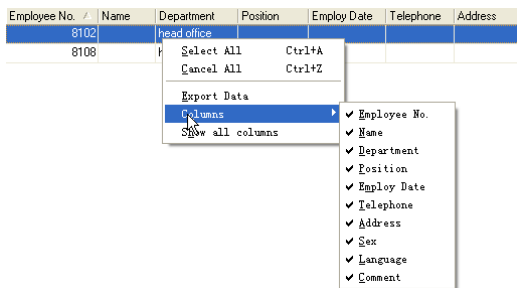 Employee No. Name Department Position Employ Date Telephone Address
8102 head office
8108 h
Select All Ctrl+A
Cancel All Ctrl+Z
Export Data
Columns
Show all columns
Employee No.
Name
Department
Position
Employ Date
Telephone
Address
Sex
Language
Comment